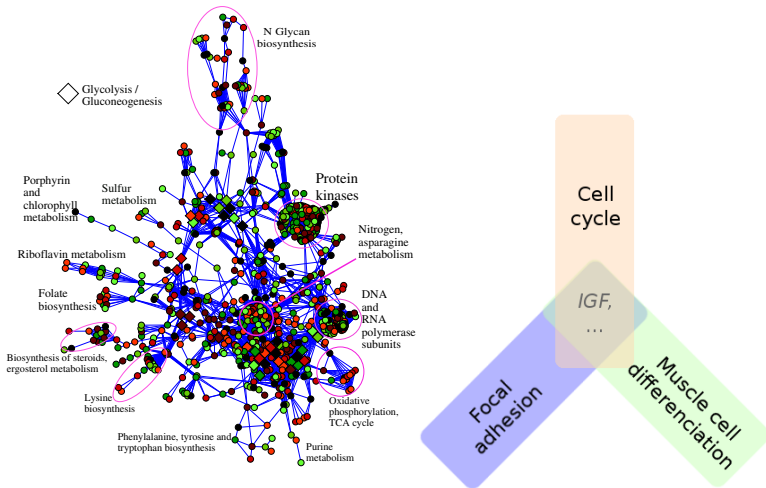 N Glycan
biosynthesis
Glycolysis /
Gluconeogenesis
Porphyrin
and
chlorophyll
metabolism
Sulfur
metabolism
Protein
kinases
Nitrogen,
asparagine
metabolism
Riboflavin metabolism
Folate
biosynthesis
DNA
and
RNA
polymerase
subunits
Biosynthesis of steroids,
ergosterol metabolism
Lysine
biosynthesis
Oxidative
phosphorylation,
TCA cycle
Phenylalanine, tyrosine and
tryptophan biosynthesis
Purine
metabolism
Cell
cycle
IGF,
...
Focal
adhesion
Muscle cell
differenciation